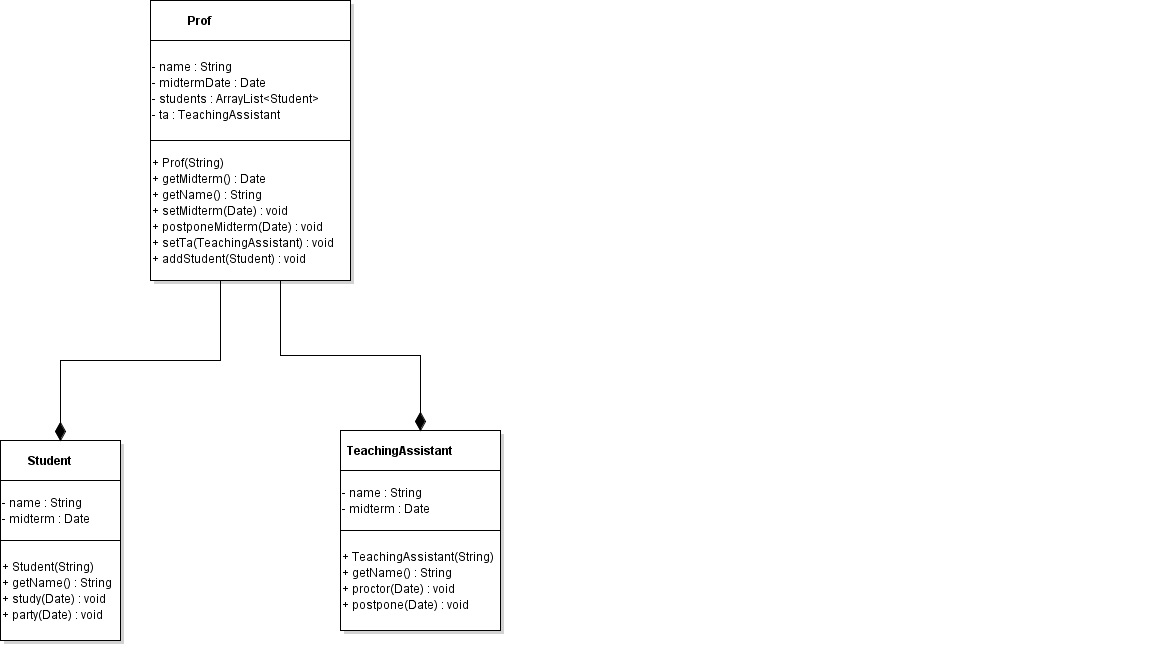 Prof
- name : String
- midtermDate : Date
- students : ArrayList<Student>
- ta : TeachingAssistant
+ Prof(String)
+ getMidterm() : Date
+ getName() : String
+ setMidterm(Date) : void
+ postponeMidterm(Date) : void
+ setTa(TeachingAssistant) : void
+ addStudent(Student) : void
Student
- name : String
- midterm : Date
+ Student(String)
+ getName() : String
+ study(Date) : void
+ party(Date) : void
TeachingAssistant
- name : String
- midterm : Date
+ TeachingAssistant(String)
+ getName() : String
+ proctor(Date) : void
+ postpone(Date) : void